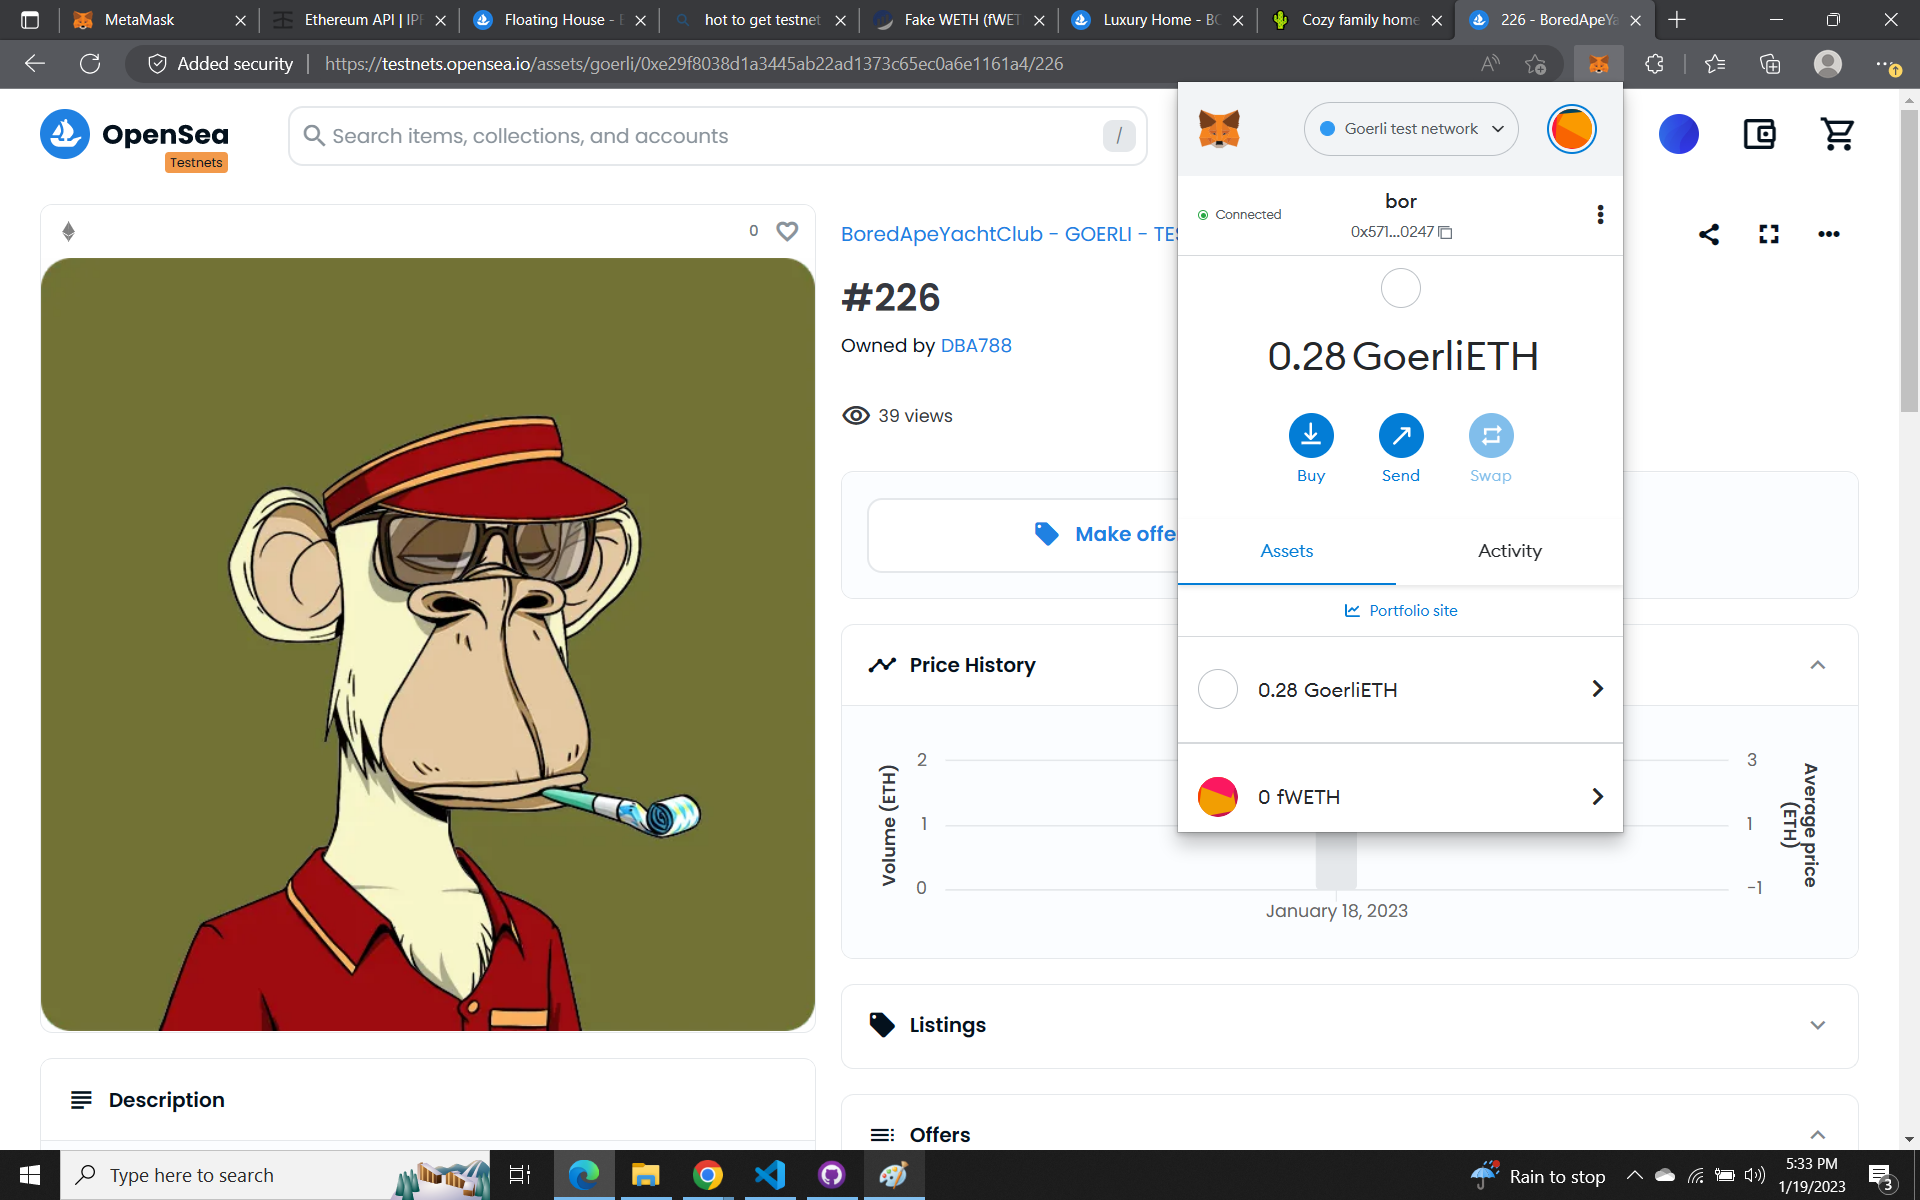 MetaMask
Ethereum API | IPF
Floating House - B
hot to get testnet
Fake WETH (fWET
Luxury Home - BC
Cozy family home
226 - BoredApeYa
Added security
https://testnets.opensea.io/assets/goerli/0xe29f8038d1a3445ab22ad1373c65ec0a6e1161a4/226
OpenSea
Testnets
Search items, collections, and accounts
/
0
BoredApeYachtClub - GOERLI - TES
#226
Owned by DBA788
39 views
Make offe
Price History
Volume (ETH)
2
1
0
3
1
-1
Average price (ETH)
January 18, 2023
Listings
Offers
Description
Goerli test network
Connected
bor
0x571...0247
0.28 GoerliETH
Buy
Send
Swap
Assets
Activity
Portfolio site
0.28 GoerliETH
0 fWETH
Type here to search
Rain to stop
5:33 PM
1/19/2023
3